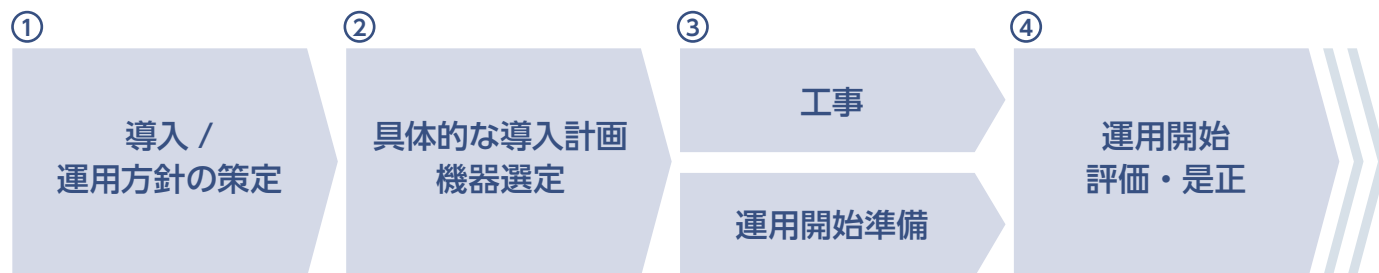 ①
導入 /
運用方針の策定
②
具体的な導入計画
機器選定
③
工事
運用開始準備
④
運用開始
評価・是正